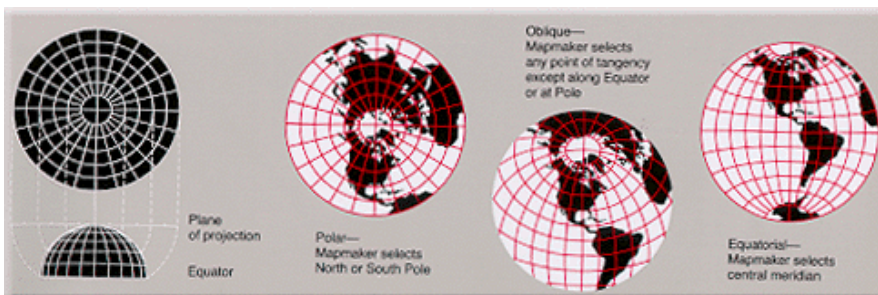 Plane
of projection
Equator
Polar—
Mapmaker selects
North or South Pole
Oblique—
Mapmaker selects
any point of tangency
except along Equator
or at Pole
Equatorial—
Mapmaker selects
central meridian